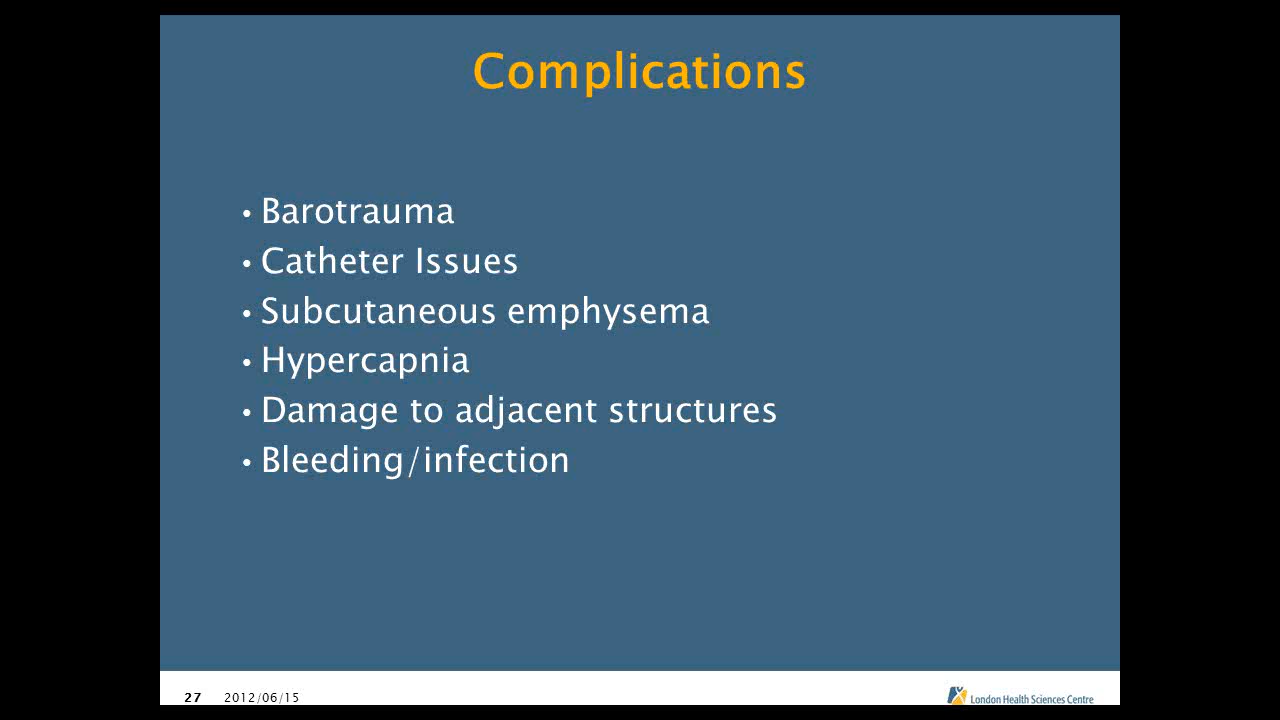 Complications
• Barotrauma
• Catheter Issues
• Subcutaneous emphysema
• Hypercapnia
• Damage to adjacent structures
• Bleeding/infection
27 2012/06/15 London Health Sciences Centre